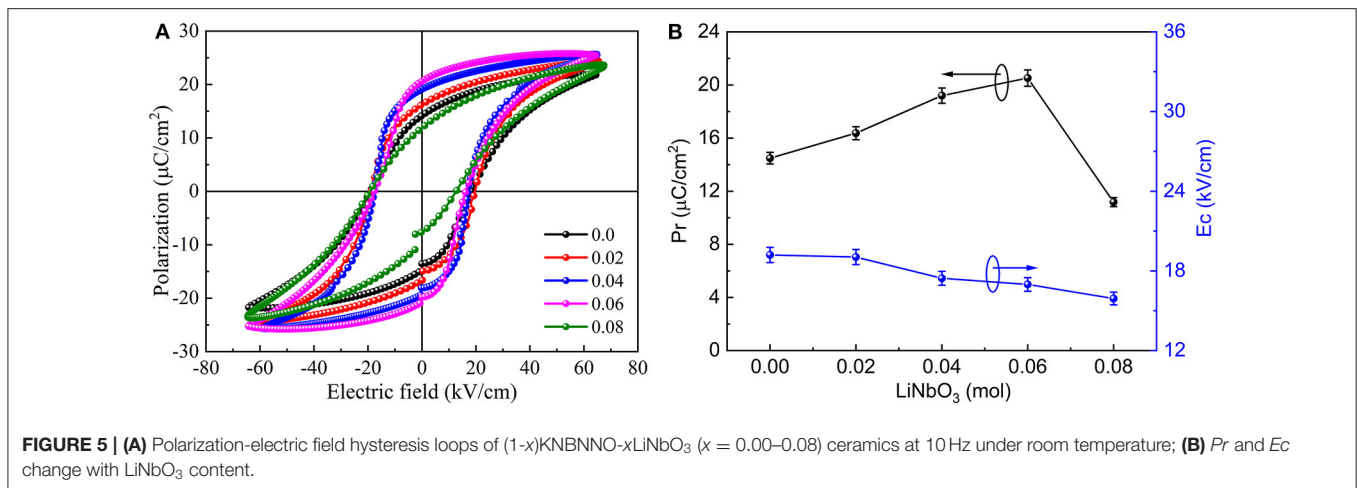 A
30
20
10
0
-10
-20
-30
Polarization (μC/cm²)
80 -60 -40 -20 0 20 40 60 80
Electric field (kV/cm)
0.0
0.02
0.04
0.06
0.08
B
24
20
16
12
8
4
0
Pr (μC/cm²)
36
30
24
18
12
Ec (kV/cm)
0.00 0.02 0.04 0.06 0.08
LiNbO₃ (mol)
FIGURE 5 | (A) Polarization-electric field hysteresis loops of (1-x)KNBNNO-xLiNbO₃ (x = 0.00–0.08) ceramics at 10 Hz under room temperature; (B) Pr and Ec
change with LiNbO₃ content.